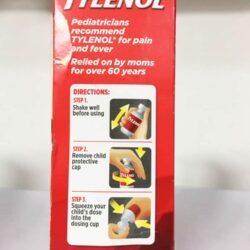 TYLENOL
Pediatricians
recommend
TYLENOL® for pain
and fever
Relied on by moms
for over 60 years
DIRECTIONS:
STEP 1.
Shake well
before using
STEP 2.
Remove child
protective
cap
STEP 3.
Squeeze your
child's dose
into the
dosing cup